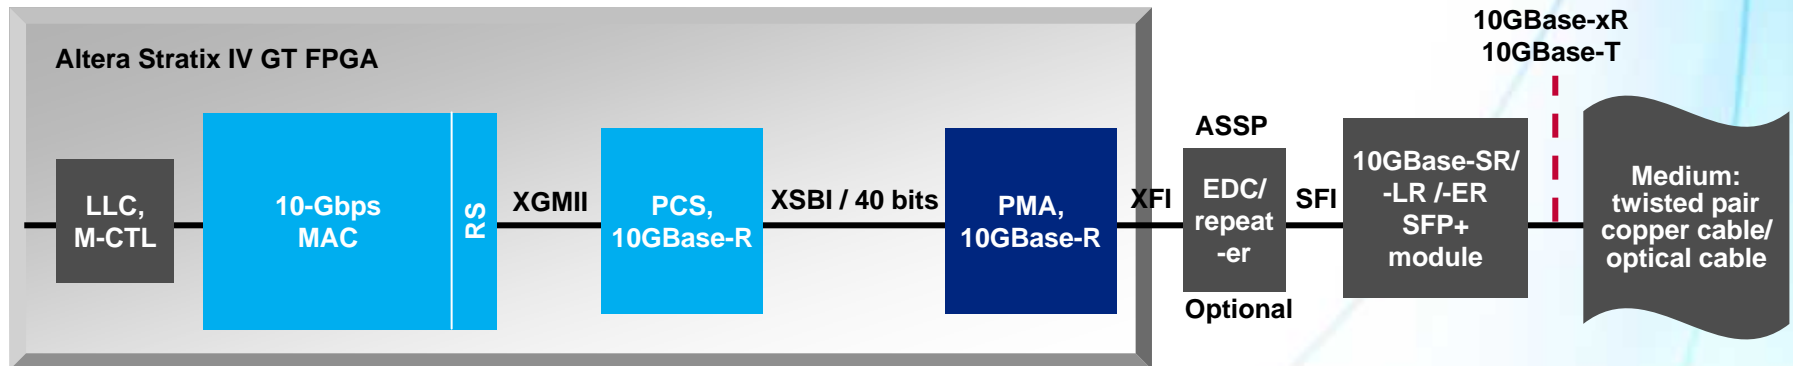 10GBase-xR
10GBase-T
Altera Stratix IV GT FPGA
LLC,
M-CTL
10-Gbps
MAC
RS
XGMII
PCS,
10GBase-R
XSBI / 40 bits
PMA,
10GBase-R
XFI
ASSP
EDC/
repeat
-er
Optional
SFI
10GBase-SR/
-LR /-ER
SFP+
module
Medium:
twisted pair
copper cable/
optical cable